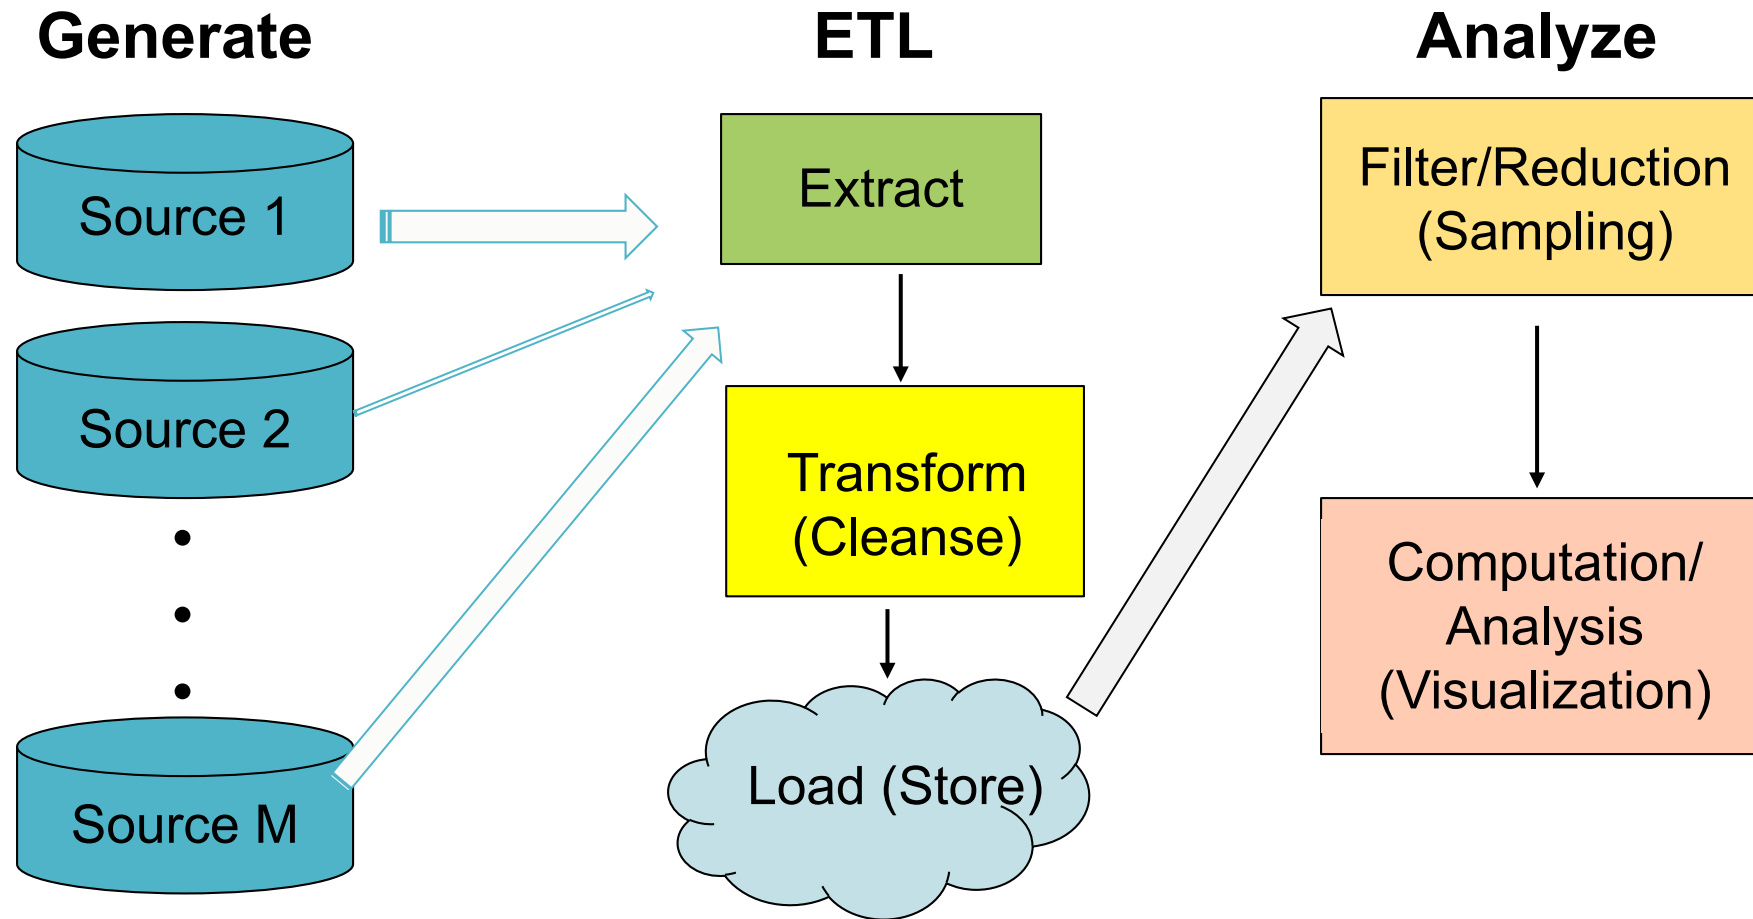 Generate
Source 1
Source 2
Source M
ETL
Extract
Transform
(Cleanse)
Load (Store)
Analyze
Filter/Reduction
(Sampling)
Computation/
Analysis
(Visualization)